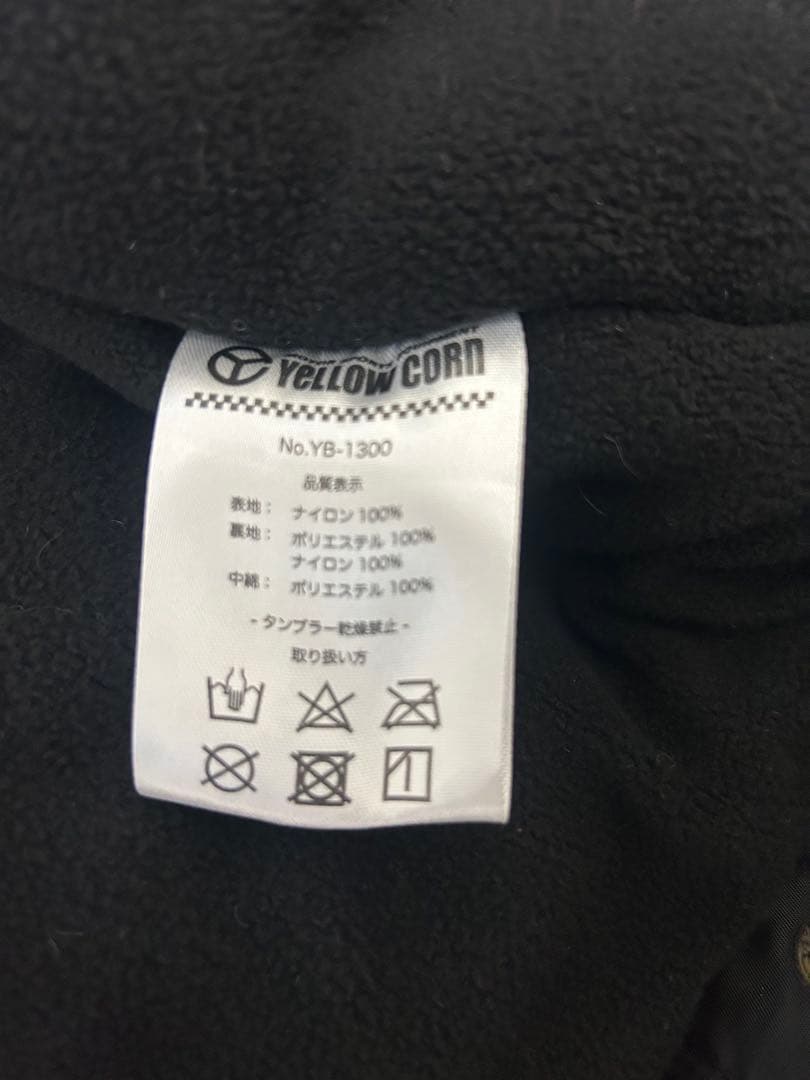 YeLLOW CORn
No.YB-1300
品質表示
表地： ナイロン 100%
裏地： ポリエステル 100%
ナイロン 100%
中綿： ポリエステル 100%
- タンブラー乾燥禁止 -
取り扱い方